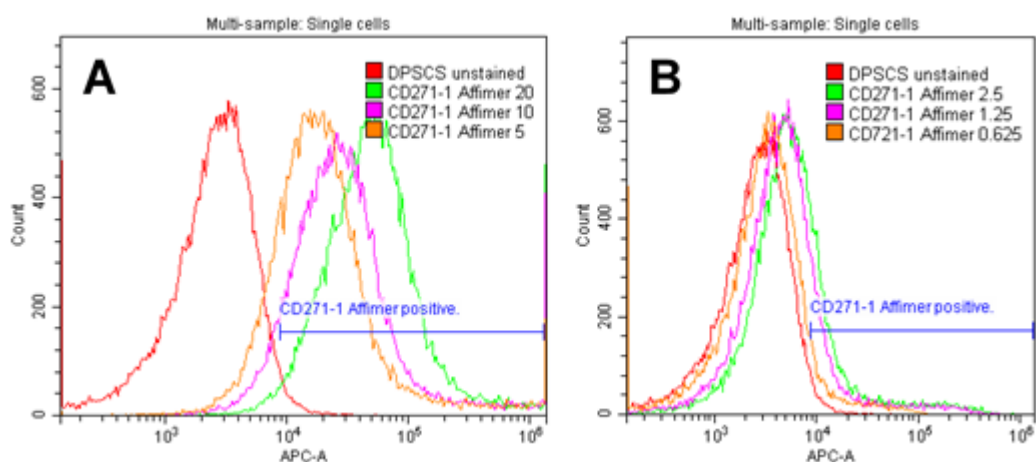 Multi-sample: Single cells
A
DPSCS unstained
CD271-1 Affimer 20
CD271-1 Affimer 10
CD271-1 Affimer 5
600
400
200
0
Count
CD271-1 Affimer positive.
10³
10⁴
10⁵
10⁶
APC-A
Multi-sample: Single cells
B
DPSCS unstained
CD271-1 Affimer 2.5
CD271-1 Affimer 1.25
CD721-1 Affimer 0.625
600
400
200
0
Count
CD271-1 Affimer positive.
10³
10⁴
10⁵
10⁶
APC-A